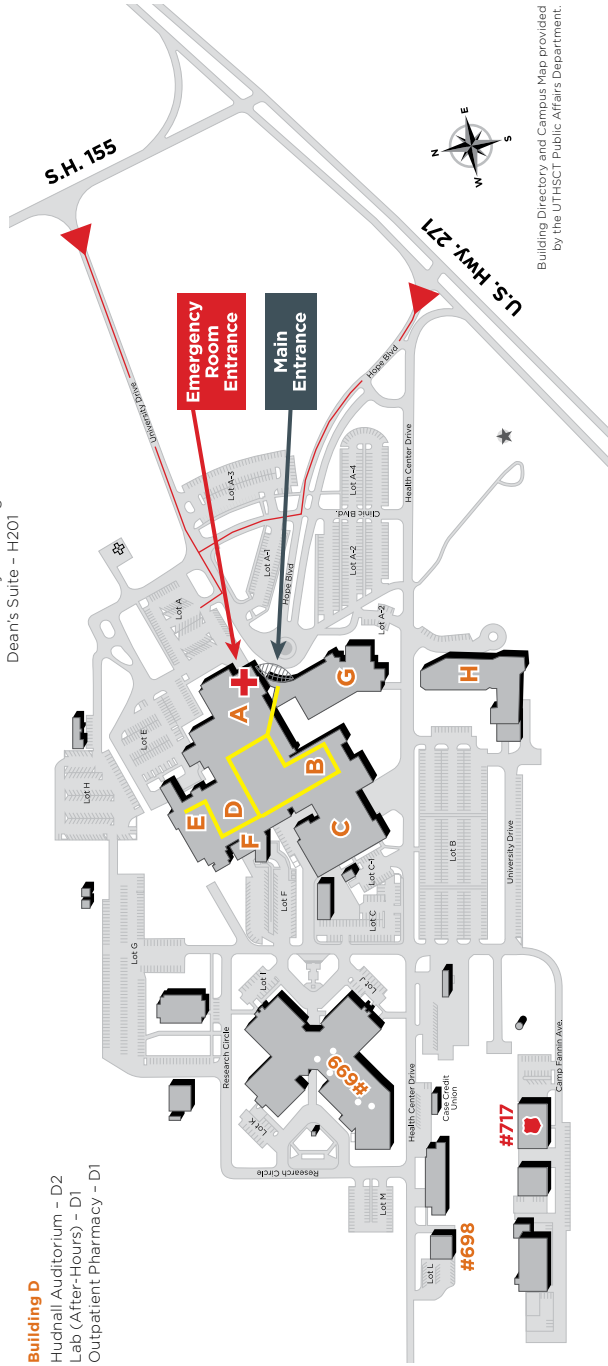 Dean's Suite – H201
S.H. 155
Building Directory and Campus Map provided
by the UTHSCT Public Affairs Department.
N
E
S
W
U.S. Hwy. 271
University Drive
Emergency
Room
Entrance
Main
Entrance
Hope Blvd
Lot A-3
Lot A-4
Health Center Drive
Clinic Blvd.
Lot A-1
Lot A-2
Hope Blvd
Lot A
Lot A-2
Lot E
Lot H
A
G
H
B
D
E
F
C
Lot C-1
Lot B
University Drive
Lot F
Lot C
Lot G
Lot I
Lot J
Research Circle
#699
Health Center Drive
Case Credit
Union
Camp Fannin Ave.
#717
Lot K
Research Circle
Lot M
#698
Lot L
Building D
Hudnall Auditorium – D2
Lab (After-Hours) – D1
Outpatient Pharmacy – D1